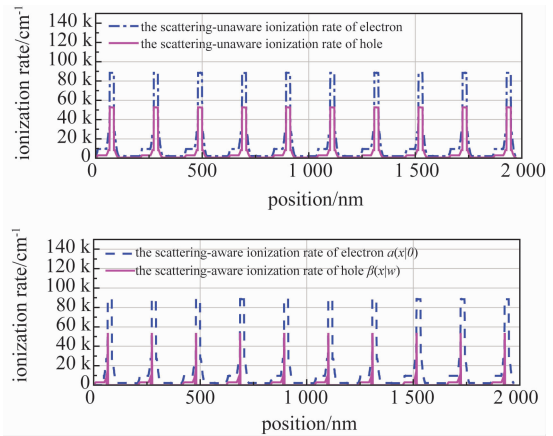 140 k
120 k
100 k
80 k
60 k
40 k
20 k
0
ionization rate/cm⁻¹
the scattering-unaware ionization rate of electron
the scattering-unaware ionization rate of hole
0 500 1 000 1 500 2 000
position/nm
140 k
120 k
100 k
80 k
60 k
40 k
20 k
0
ionization rate/cm⁻¹
the scattering-aware ionization rate of electron a(x|0)
the scattering-aware ionization rate of hole β(x|w)
0 500 1 000 1 500 2 000
position/nm